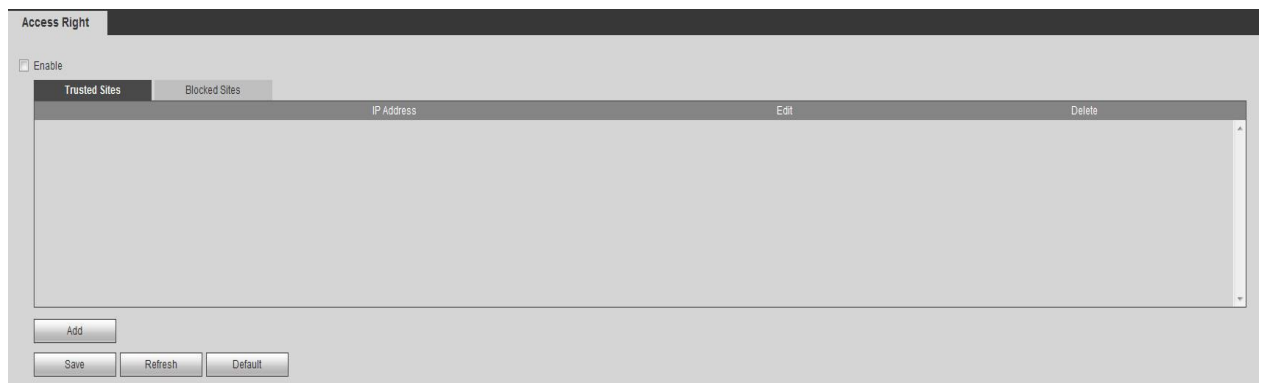 Access Right
Enable
Trusted Sites Blocked Sites
IP Address Edit Delete
Add
Save Refresh Default